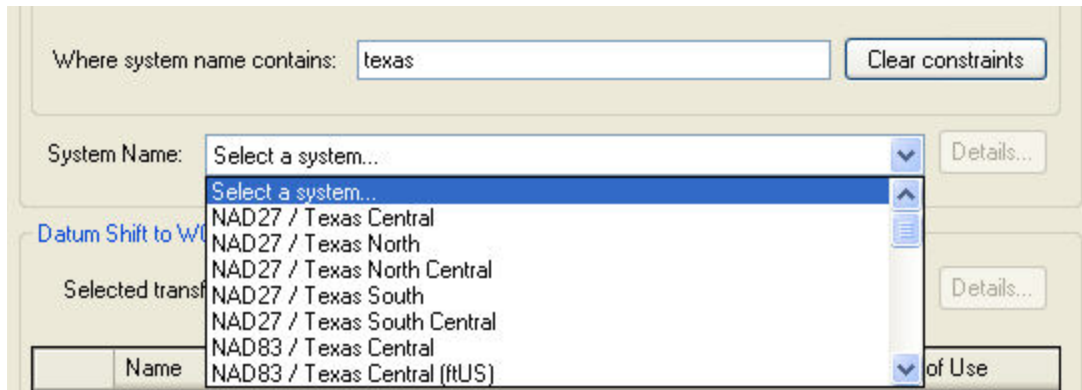 Where system name contains: texas Clear constraints
System Name: Select a system... Details...
Select a system...
NAD27 / Texas Central
NAD27 / Texas North
Datum Shift to
NAD27 / Texas North Central
Selected NAD27 / Texas South Details...
NAD27 / Texas South Central
NAD83 / Texas Central
Name NAD83 / Texas Central (ftUS) of Use